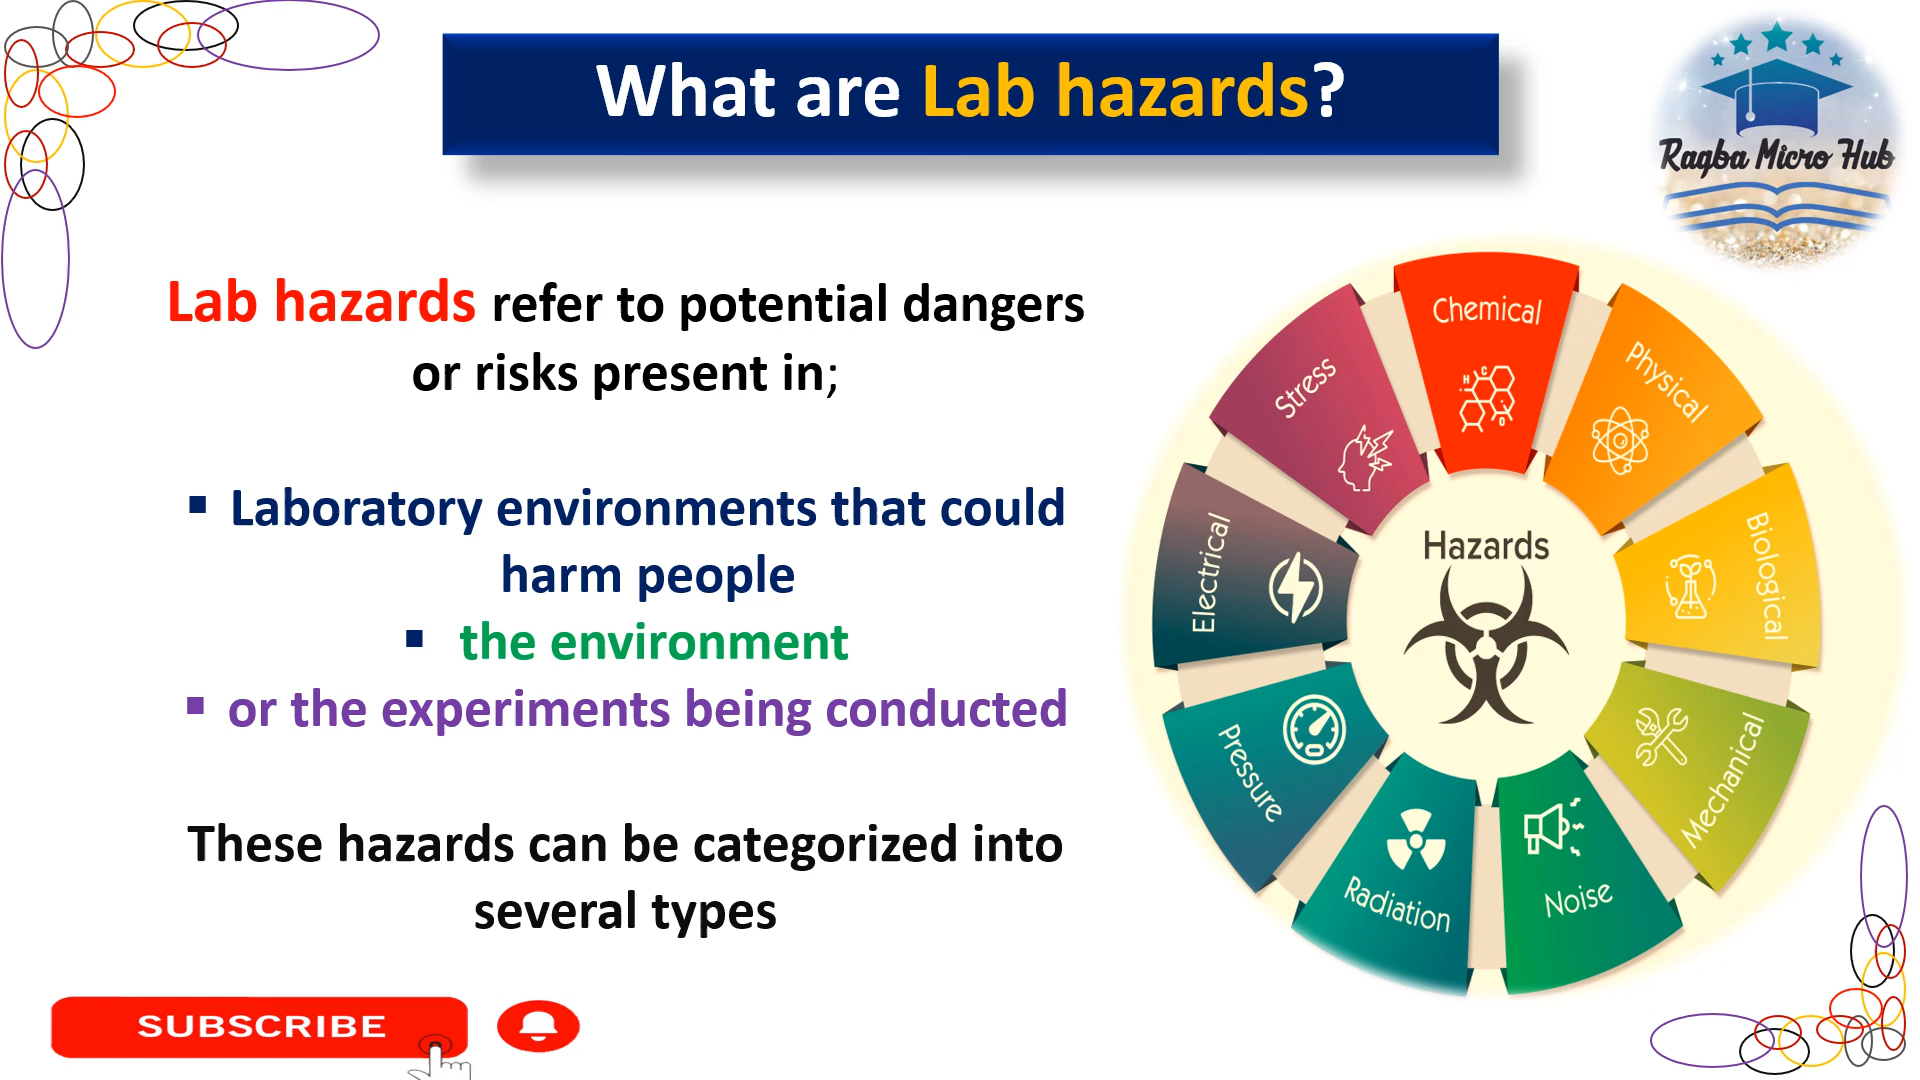 What are Lab hazards?
Ragba Micro Hub
Lab hazards refer to potential dangers
or risks present in;
▪ Laboratory environments that could
harm people
▪ the environment
▪ or the experiments being conducted
These hazards can be categorized into
several types
SUBSCRIBE
Hazards
Chemical
H C
O
Physical
Biological
Mechanical
Noise
Radiation
Pressure
Electrical
Stress